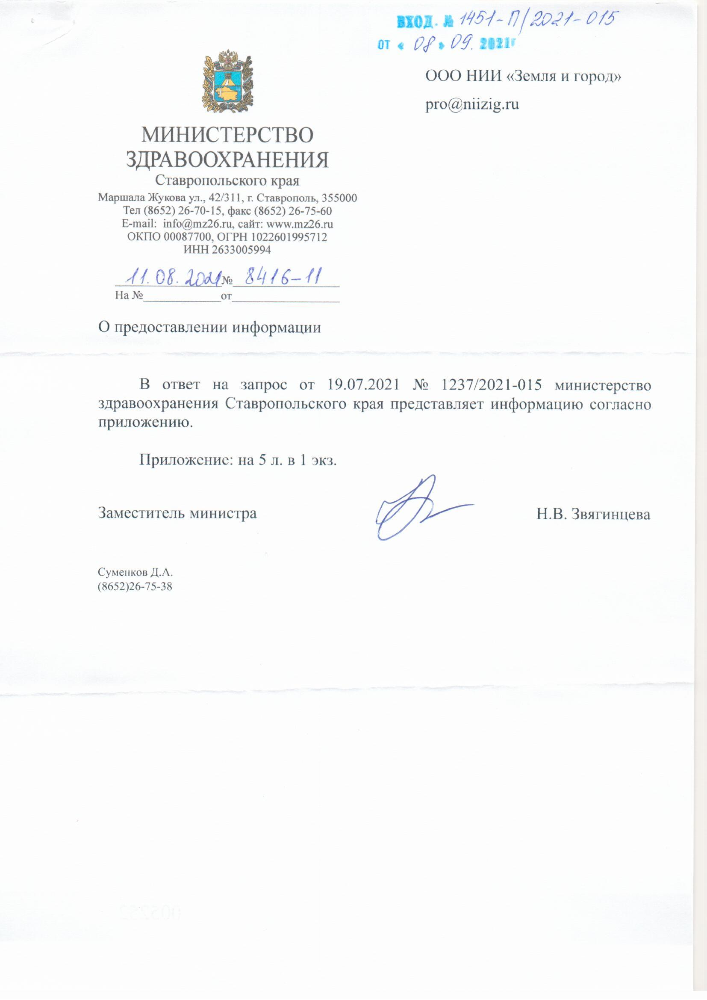 ВХОД. № 1451-П/2021-015
ОТ « 08 » 09. 2021г
ООО НИИ «Земля и город»
pro@niizig.ru
МИНИСТЕРСТВО
ЗДРАВООХРАНЕНИЯ
Ставропольского края
Маршала Жукова ул., 42/311, г. Ставрополь, 355000
Тел (8652) 26-70-15, факс (8652) 26-75-60
E-mail: info@mz26.ru, сайт: www.mz26.ru
ОКПО 00087700, ОГРН 1022601995712
ИНН 2633005994
11.08.2021 № 8416-11
На №____________от________________
О предоставлении информации
В ответ на запрос от 19.07.2021 № 1237/2021-015 министерство
здравоохранения Ставропольского края представляет информацию согласно
приложению.
Приложение: на 5 л. в 1 экз.
Заместитель министра Н.В. Звягинцева
Суменков Д.А.
(8652)26-75-38